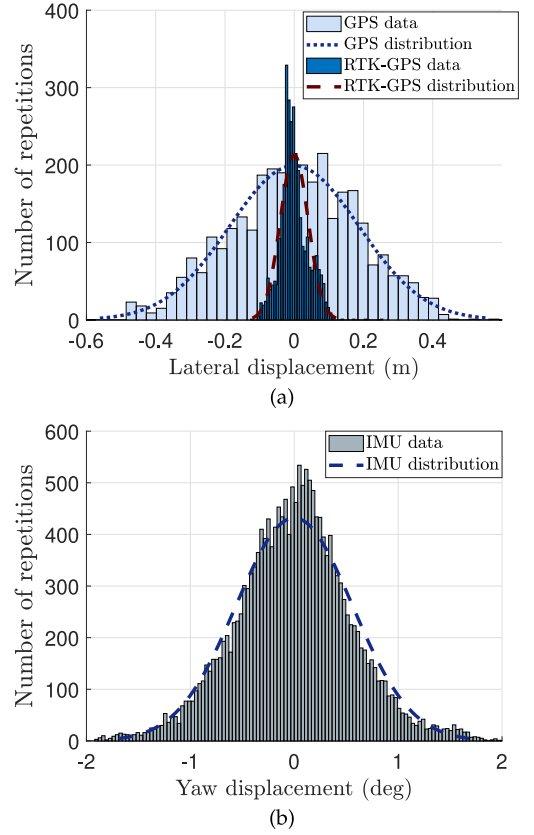 400
300
200
100
0
Number of repetitions
GPS data
GPS distribution
RTK-GPS data
RTK-GPS distribution
-0.6 -0.4 -0.2 0 0.2 0.4
Lateral displacement (m)
(a)
600
500
400
300
200
100
0
Number of repetitions
IMU data
IMU distribution
-2 -1 0 1 2
Yaw displacement (deg)
(b)